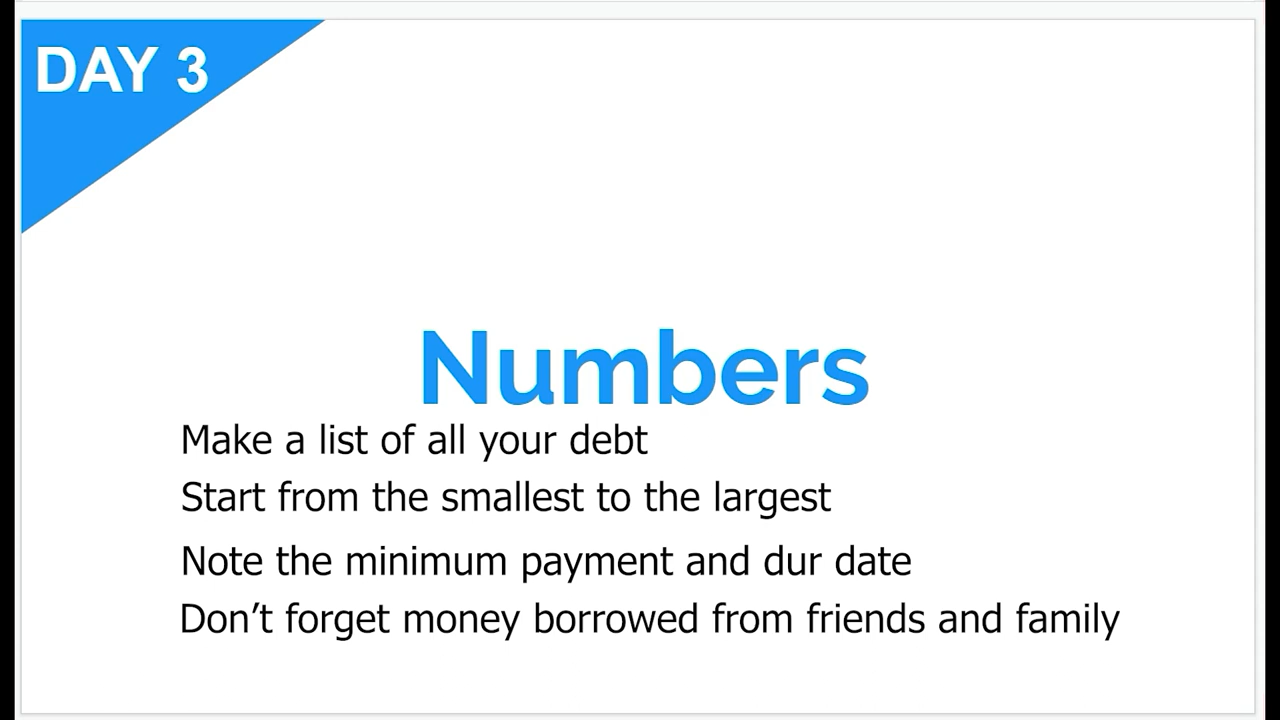 DAY 3
Numbers
Make a list of all your debt
Start from the smallest to the largest
Note the minimum payment and dur date
Don’t forget money borrowed from friends and family